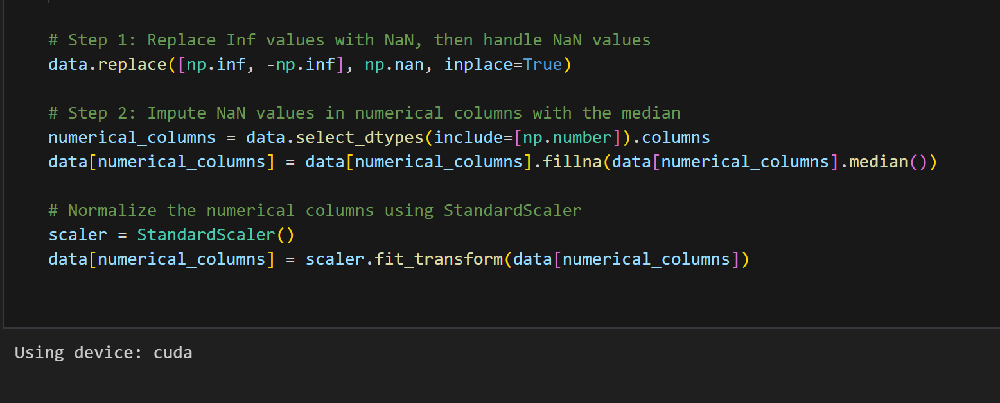 # Step 1: Replace Inf values with NaN, then handle NaN values
data.replace([np.inf, -np.inf], np.nan, inplace=True)
# Step 2: Impute NaN values in numerical columns with the median
numerical_columns = data.select_dtypes(include=[np.number]).columns
data[numerical_columns] = data[numerical_columns].fillna(data[numerical_columns].median())
# Normalize the numerical columns using StandardScaler
scaler = StandardScaler()
data[numerical_columns] = scaler.fit_transform(data[numerical_columns])
Using device: cuda